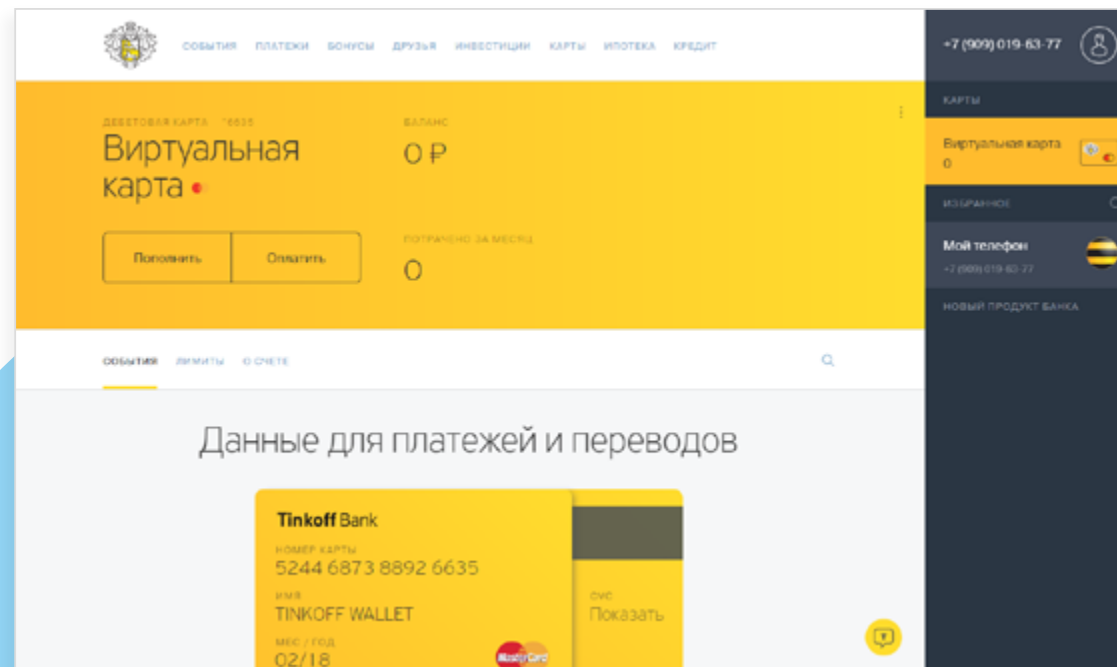 СОБЫТИЯ ПЛАТЕЖИ БОНУСЫ ДРУЗЬЯ ИНВЕСТИЦИИ КАРТЫ ИПОТЕКА КРЕДИТ
+7 (909) 019-63-77
КАРТЫ
ДЕБЕТОВАЯ КАРТА *6635
Виртуальная
карта
БАЛАНС
0 ₽
Пополнить
Оплатить
ПОТРАЧЕНО ЗА МЕСЯЦ
0
Виртуальная карта
0
ИЗБРАННОЕ
Мой телефон
+7 (909) 019-63-77
НОВЫЙ ПРОДУКТ БАНКА
СОБЫТИЯ ЛИМИТЫ О СЧЕТЕ
Данные для платежей и переводов
Tinkoff Bank
НОМЕР КАРТЫ
5244 6873 8892 6635
ИМЯ
TINKOFF WALLET
МЕС / ГОД
02/18
MasterCard
CVC
Показать